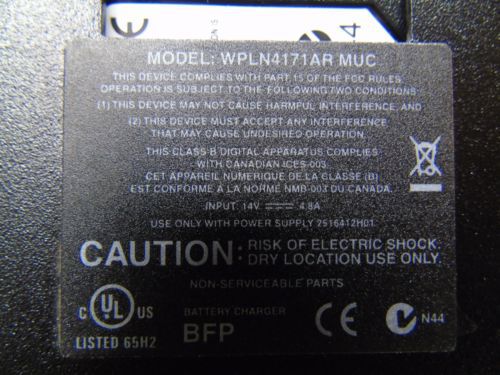 MODEL: WPLN4171AR MUC
THIS DEVICE COMPLIES WITH PART 15 OF THE FCC RULES.
OPERATION IS SUBJECT TO THE FOLLOWING TWO CONDITIONS:
(1) THIS DEVICE MAY NOT CAUSE HARMFUL INTERFERENCE, AND
(2) THIS DEVICE MUST ACCEPT ANY INTERFERENCE
THAT MAY CAUSE UNDESIRED OPERATION.
THIS CLASS B DIGITAL APPARATUS COMPLIES
WITH CANADIAN ICES-003
CET APPAREIL NUMERIQUE DE LA CLASSE (B)
EST CONFORME A LA NORME NMB-003 DU CANADA.
INPUT: 14V ⎓ 4.8A
USE ONLY WITH POWER SUPPLY 2516412H01
CAUTION: RISK OF ELECTRIC SHOCK.
DRY LOCATION USE ONLY.
NON-SERVICEABLE PARTS
C UL US
LISTED 65H2
BATTERY CHARGER
BFP
CE
N44
CE
4